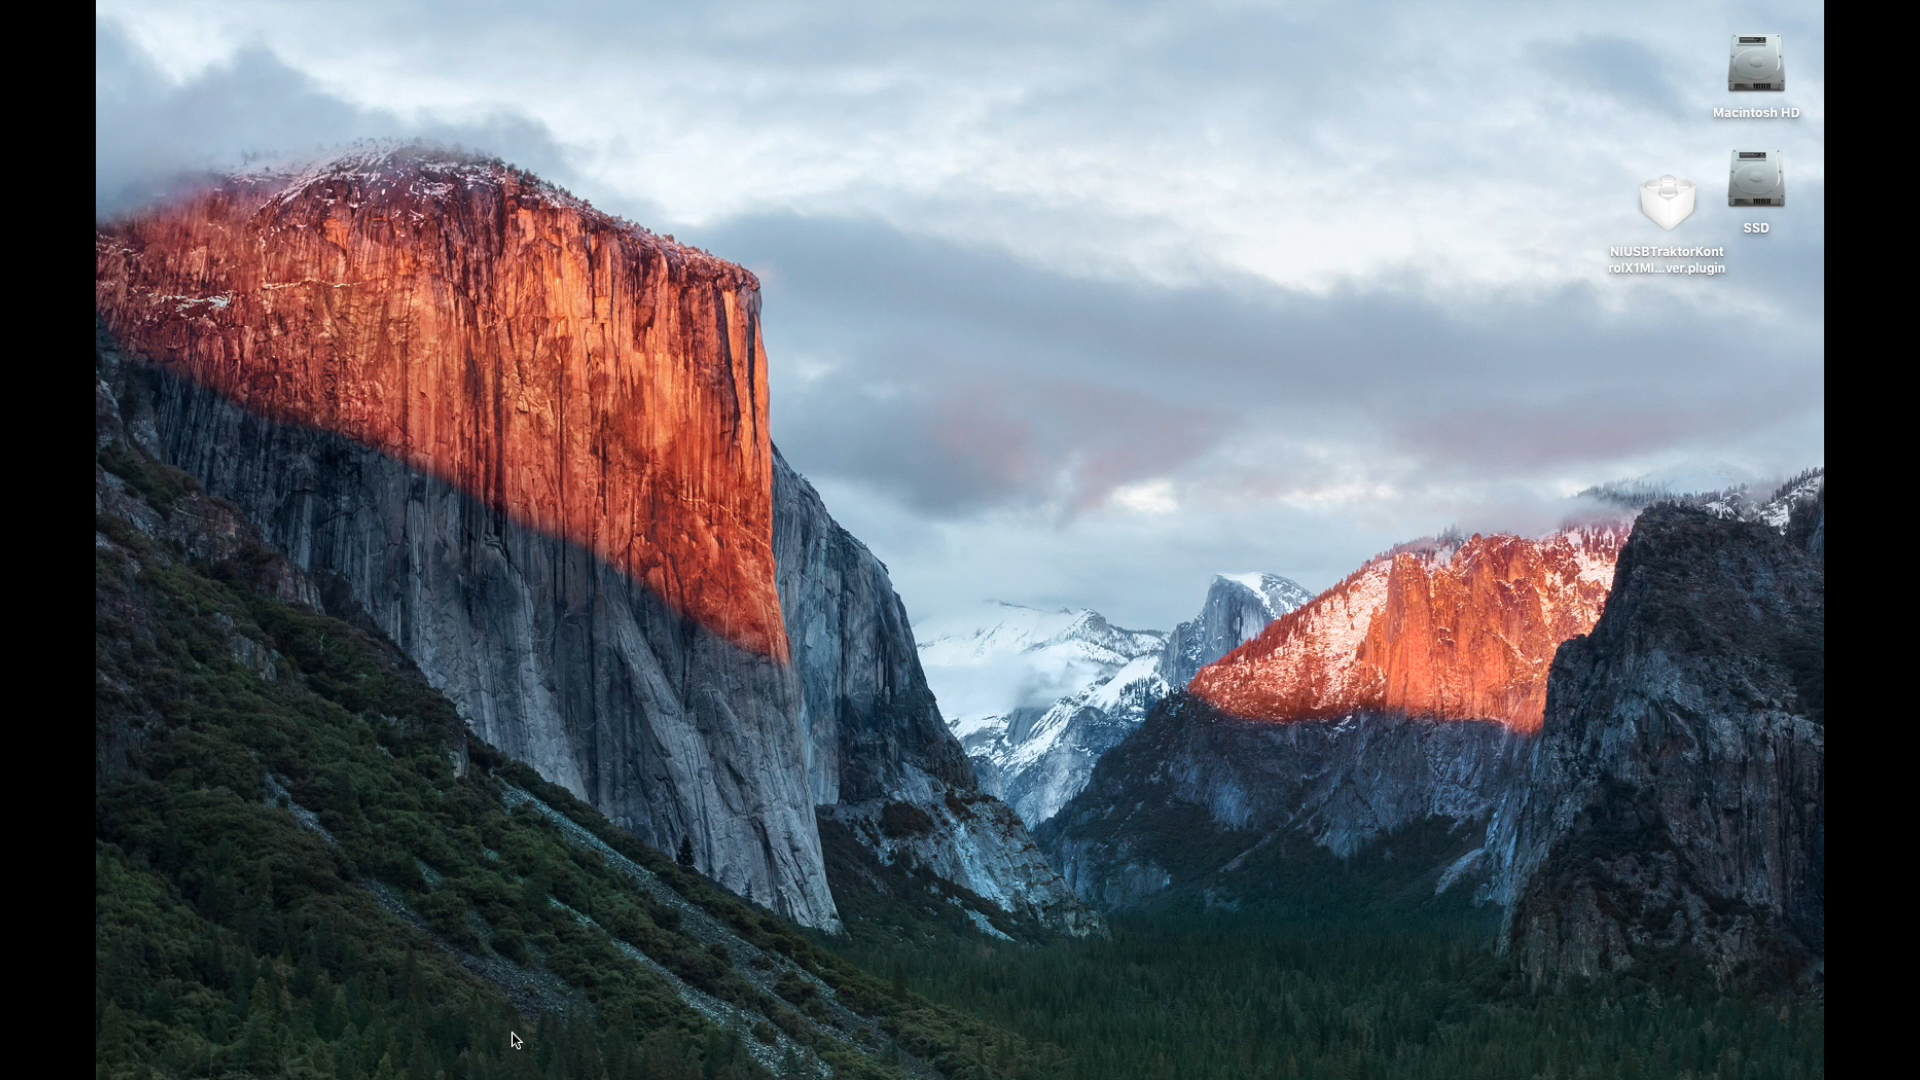 Macintosh HD
SSD
NIUSBTraktorKont
rolX1MI...ver.plugin